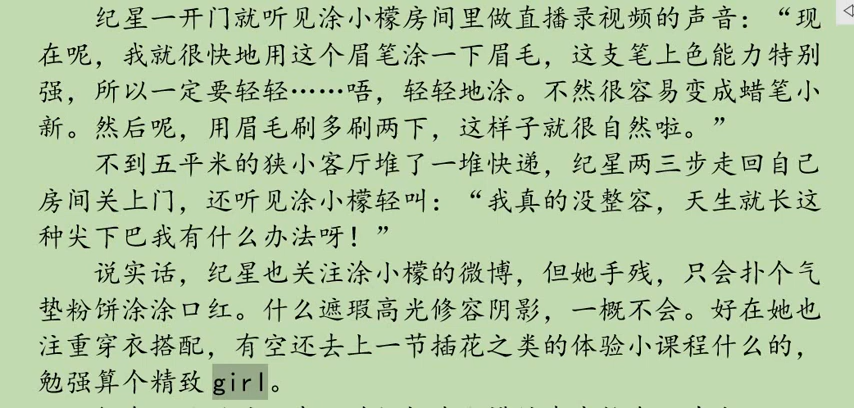 纪星一开门就听见涂小檬房间里做直播录视频的声音：“现
在呢，我就很快地用这个眉笔涂一下眉毛，这支笔上色能力特别
强，所以一定要轻轻……唔，轻轻地涂。不然很容易变成蜡笔小
新。然后呢，用眉毛刷多刷两下，这样子就很自然啦。”
不到五平米的狭小客厅堆了一堆快递，纪星两三步走回自己
房间关上门，还听见涂小檬轻叫：“我真的没整容，天生就长这
种尖下巴我有什么办法呀！”
说实话，纪星也关注涂小檬的微博，但她手残，只会扑个气
垫粉饼涂涂口红。什么遮瑕高光修容阴影，一概不会。好在她也
注重穿衣搭配，有空还去上一节插花之类的体验小课程什么的，
勉强算个精致 girl。